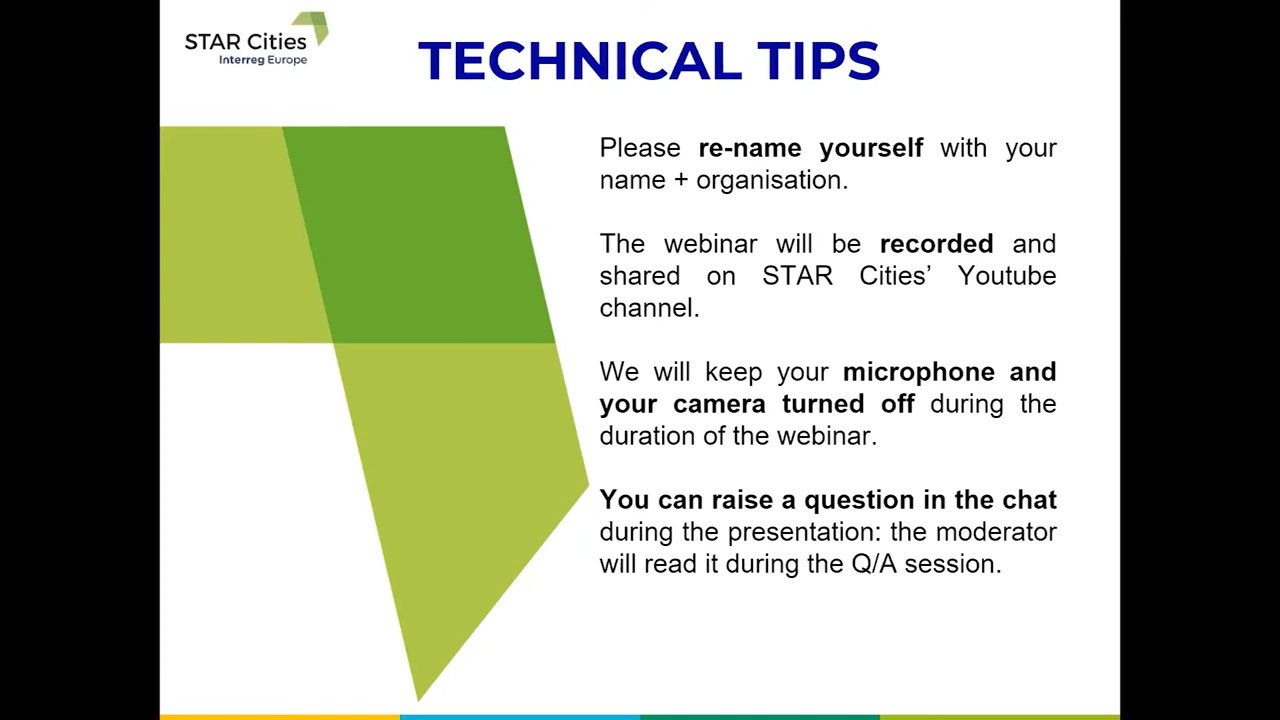 STAR Cities
Interreg Europe
TECHNICAL TIPS
Please re-name yourself with your
name + organisation.
The webinar will be recorded and
shared on STAR Cities’ Youtube
channel.
We will keep your microphone and
your camera turned off during the
duration of the webinar.
You can raise a question in the chat
during the presentation: the moderator
will read it during the Q/A session.